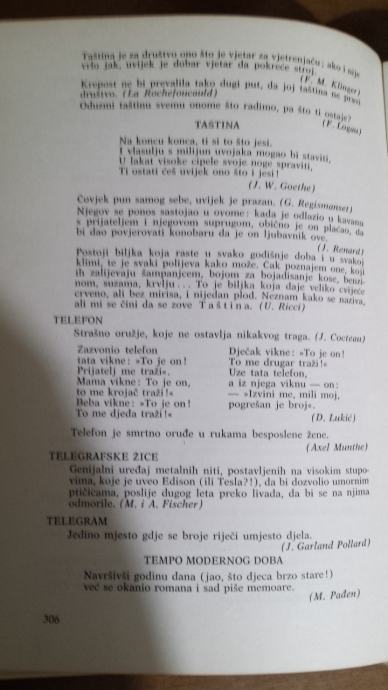 Taština je za društvo ono što je vjetar za vjetrenjaču: ako i nije
vrlo jak, uvijek je dobar vjetar da pokreće stroj.
(F. M. Klinger)
Krepost ne bi prevalila tako dugi put, da joj taština ne pravi
društvo. (La Rochefoucauld)
Oduzmi taštinu svemu onome što radimo, pa što ti ostaje?
(F. Logau)
TAŠTINA
Na koncu konca, ti si to što jesi.
I vlasulju s milijun uvojaka mogao bi staviti,
U lakat visoke cipele svoje noge spraviti,
Ti ostati ćeš uvijek ono što i jesi!
(J. W. Goethe)
Čovjek pun samog sebe, uvijek je prazan. (G. Regismanset)
Njegov se ponos sastojao u ovome: kada je odlazio u kavanu
s prijateljem i njegovom suprugom, obično je on plaćao, da
bi dao povjerovati konobaru da je on ljubavnik ove.
(J. Renard)
Postoji biljka koja raste u svako godišnje doba i u svakoj
klimi, te je svaki polijeva kako može. Čak poznajem one, koji
ih zalijevaju šampanjcem, bojom za bojadisanje kose, benzi-
nom, suzama, krvlju... To je biljka koja daje veliko cvijeće
crveno, ali bez mirisa, i nijedan plod. Neznam kako se naziva,
ali mi se čini da se zove Taština. (U. Ricci)
TELEFON
Strašno oružje, koje ne ostavlja nikakvog traga. (J. Cocteau)
Zazvonio telefon
tata vikne: »To je on!
Prijatelj me traži«.
Mama vikne: To je on,
to me krojač traži!«
Beba vikne: »To je on!
To me djeda traži!«
Dječak vikne: »To je on!
To me drugar traži!«
Uze tata telefon,
a iz njega viknu — on:
— »Izvini me, mili moj,
pogrešan je broj«.
(D. Lukić)
Telefon je smrtno oruđe u rukama besposlene žene.
(Axel Munthe)
TELEGRAFSKE ŽICE
Genijalni uređaj metalnih niti, postavljenih na visokim stupo-
vima, koje je uveo Edison (ili Tesla?!), da bi dozvolio umornim
ptičicama, poslije dugog leta preko livada, da bi se na njima
odmorile. (M. i A. Fischer)
TELEGRAM
Jedino mjesto gdje se broje riječi umjesto djela.
(J. Garland Pollard)
TEMPO MODERNOG DOBA
Navršivši godinu dana (jao, što djeca brzo stare!)
već se okanio romana i sad piše memoare.
(M. Pađen)
306